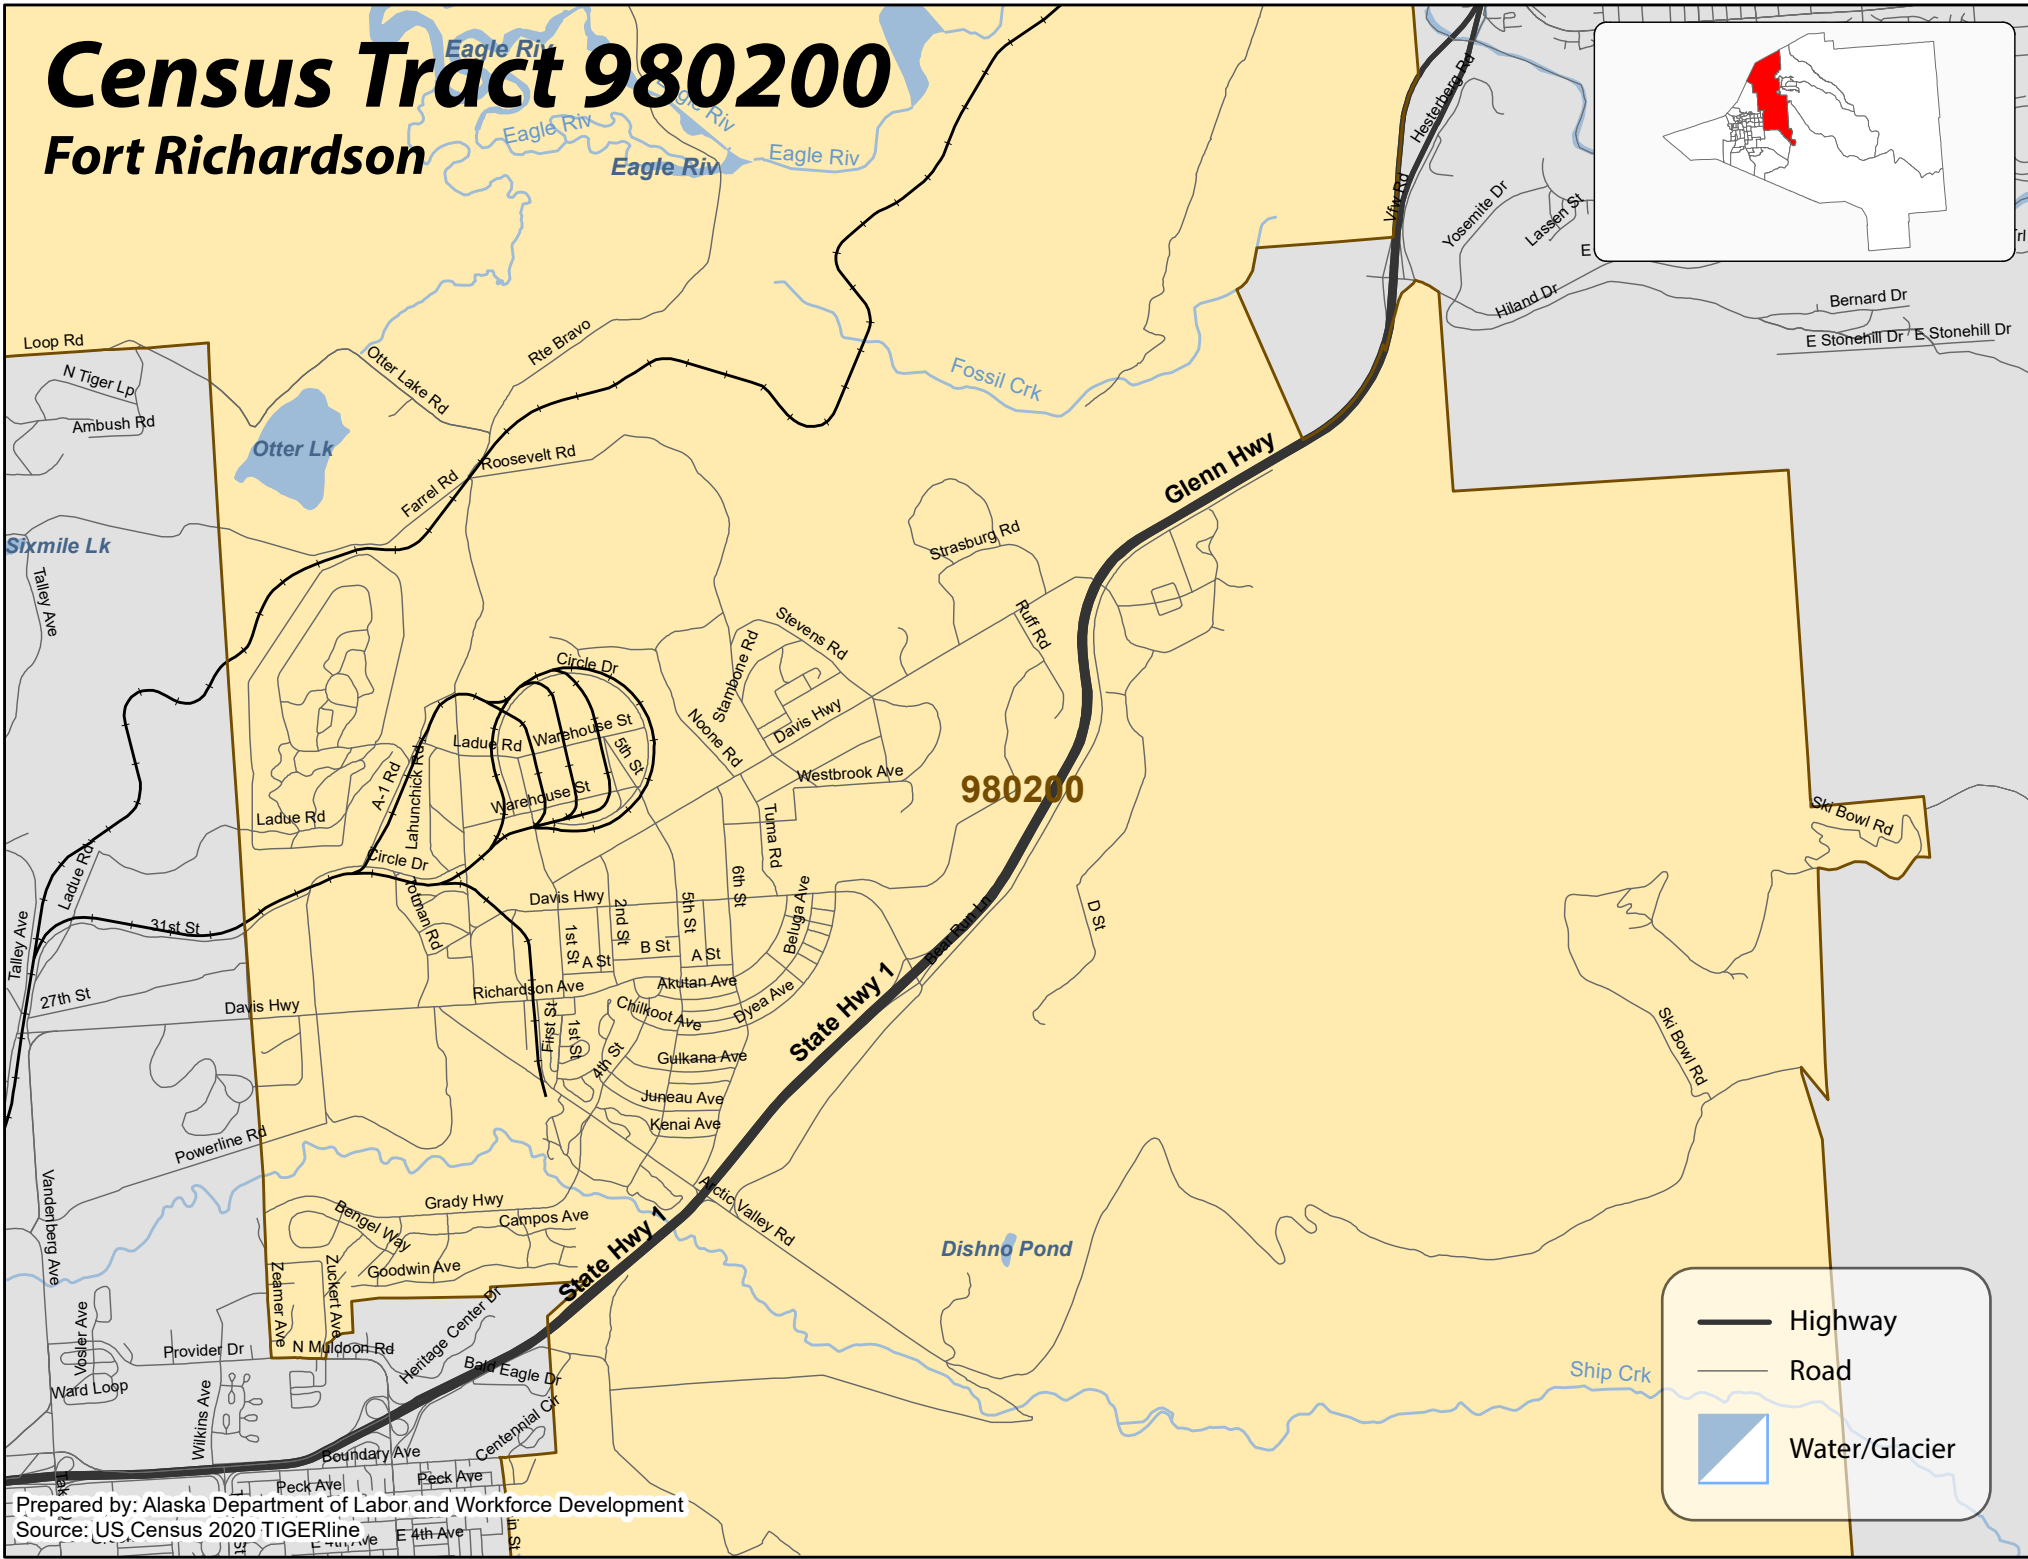 Census Tract 980200
Fort Richardson
Eagle Riv
Eagle Riv
Eagle Riv
Eagle Riv
Eagle Riv
Hesterberg Rd
Vfw Rd
Yosemite Dr
Lassen St
E
Hiland Dr
Bernard Dr
E Stonehill Dr
E Stonehill Dr
Loop Rd
N Tiger Lp
Ambush Rd
Otter Lake Rd
Rte Bravo
Fossil Crk
Otter Lk
Roosevelt Rd
Farrel Rd
Glenn Hwy
Sixmile Lk
Talley Ave
Strasburg Rd
Ruff Rd
Stevens Rd
Stambone Rd
Circle Dr
Noone Rd
Davis Hwy
Ladue Rd
Warehouse St
5th St
Westbrook Ave
980200
A-1 Rd
Lahunchick Rd
Warehouse St
Ladue Rd
Tuma Rd
Ski Bowl Rd
Circle Dr
Ladue Rd
Totman Rd
Davis Hwy
2nd St
5th St
6th St
Beluga Ave
Bear Run Ln
D St
31st St
Talley Ave
1st St
A St
B St
A St
27th St
Davis Hwy
Richardson Ave
Akutan Ave
Dyea Ave
Chilkoot Ave
State Hwy 1
First St
1st St
4th St
Gulkana Ave
Ski Bowl Rd
Juneau Ave
Kenai Ave
Powerline Rd
Vandenberg Ave
Grady Hwy
Bengel Way
Campos Ave
Arctic Valley Rd
State Hwy 1
Dishno Pond
Goodwin Ave
Zeamer Ave
Zuckert Ave
Heritage Center Dr
Vosler Ave
Provider Dr
N Muldoon Rd
Bald Eagle Dr
Ward Loop
Wilkins Ave
Centennial Cir
Boundary Ave
Peck Ave
Peck Ave
Ship Crk
Highway
Road
Water/Glacier
Prepared by: Alaska Department of Labor and Workforce Development
Source: US Census 2020 TIGERline
E 4th Ave
E 4th Ave